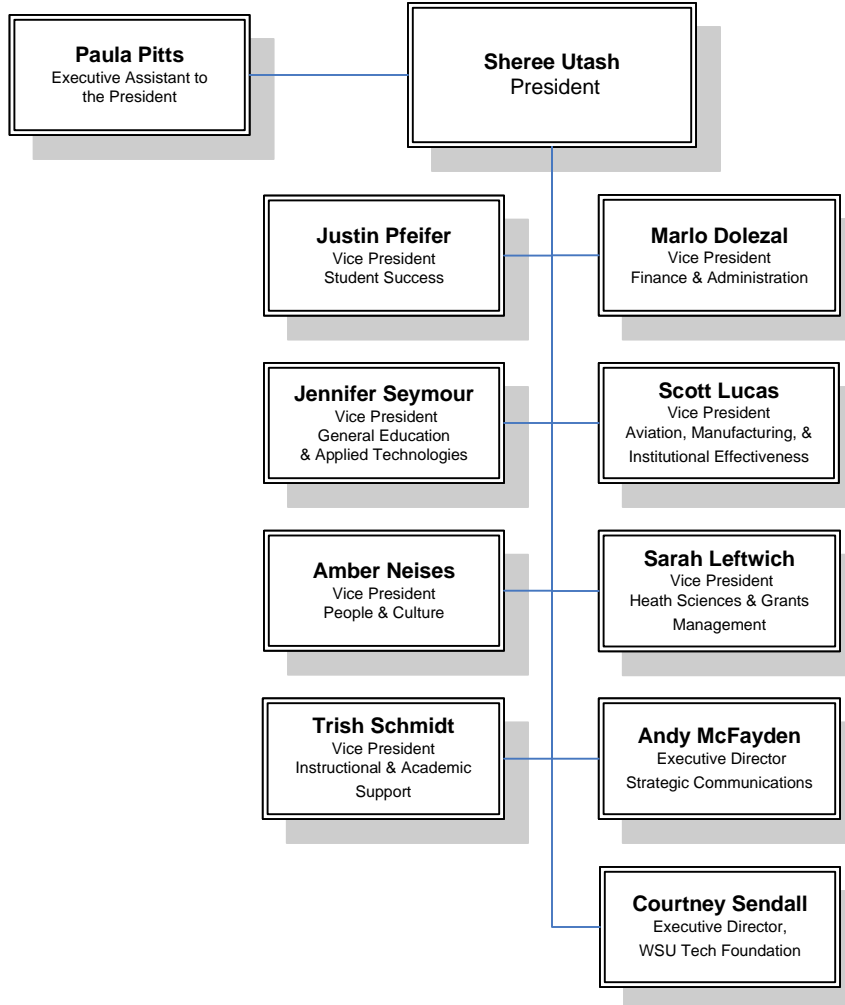 Paula Pitts
Executive Assistant to
the President
Sheree Utash
President
Justin Pfeifer
Vice President
Student Success
Marlo Dolezal
Vice President
Finance & Administration
Jennifer Seymour
Vice President
General Education
& Applied Technologies
Scott Lucas
Vice President
Aviation, Manufacturing, &
Institutional Effectiveness
Amber Neises
Vice President
People & Culture
Sarah Leftwich
Vice President
Heath Sciences & Grants
Management
Trish Schmidt
Vice President
Instructional & Academic
Support
Andy McFayden
Executive Director
Strategic Communications
Courtney Sendall
Executive Director,
WSU Tech Foundation